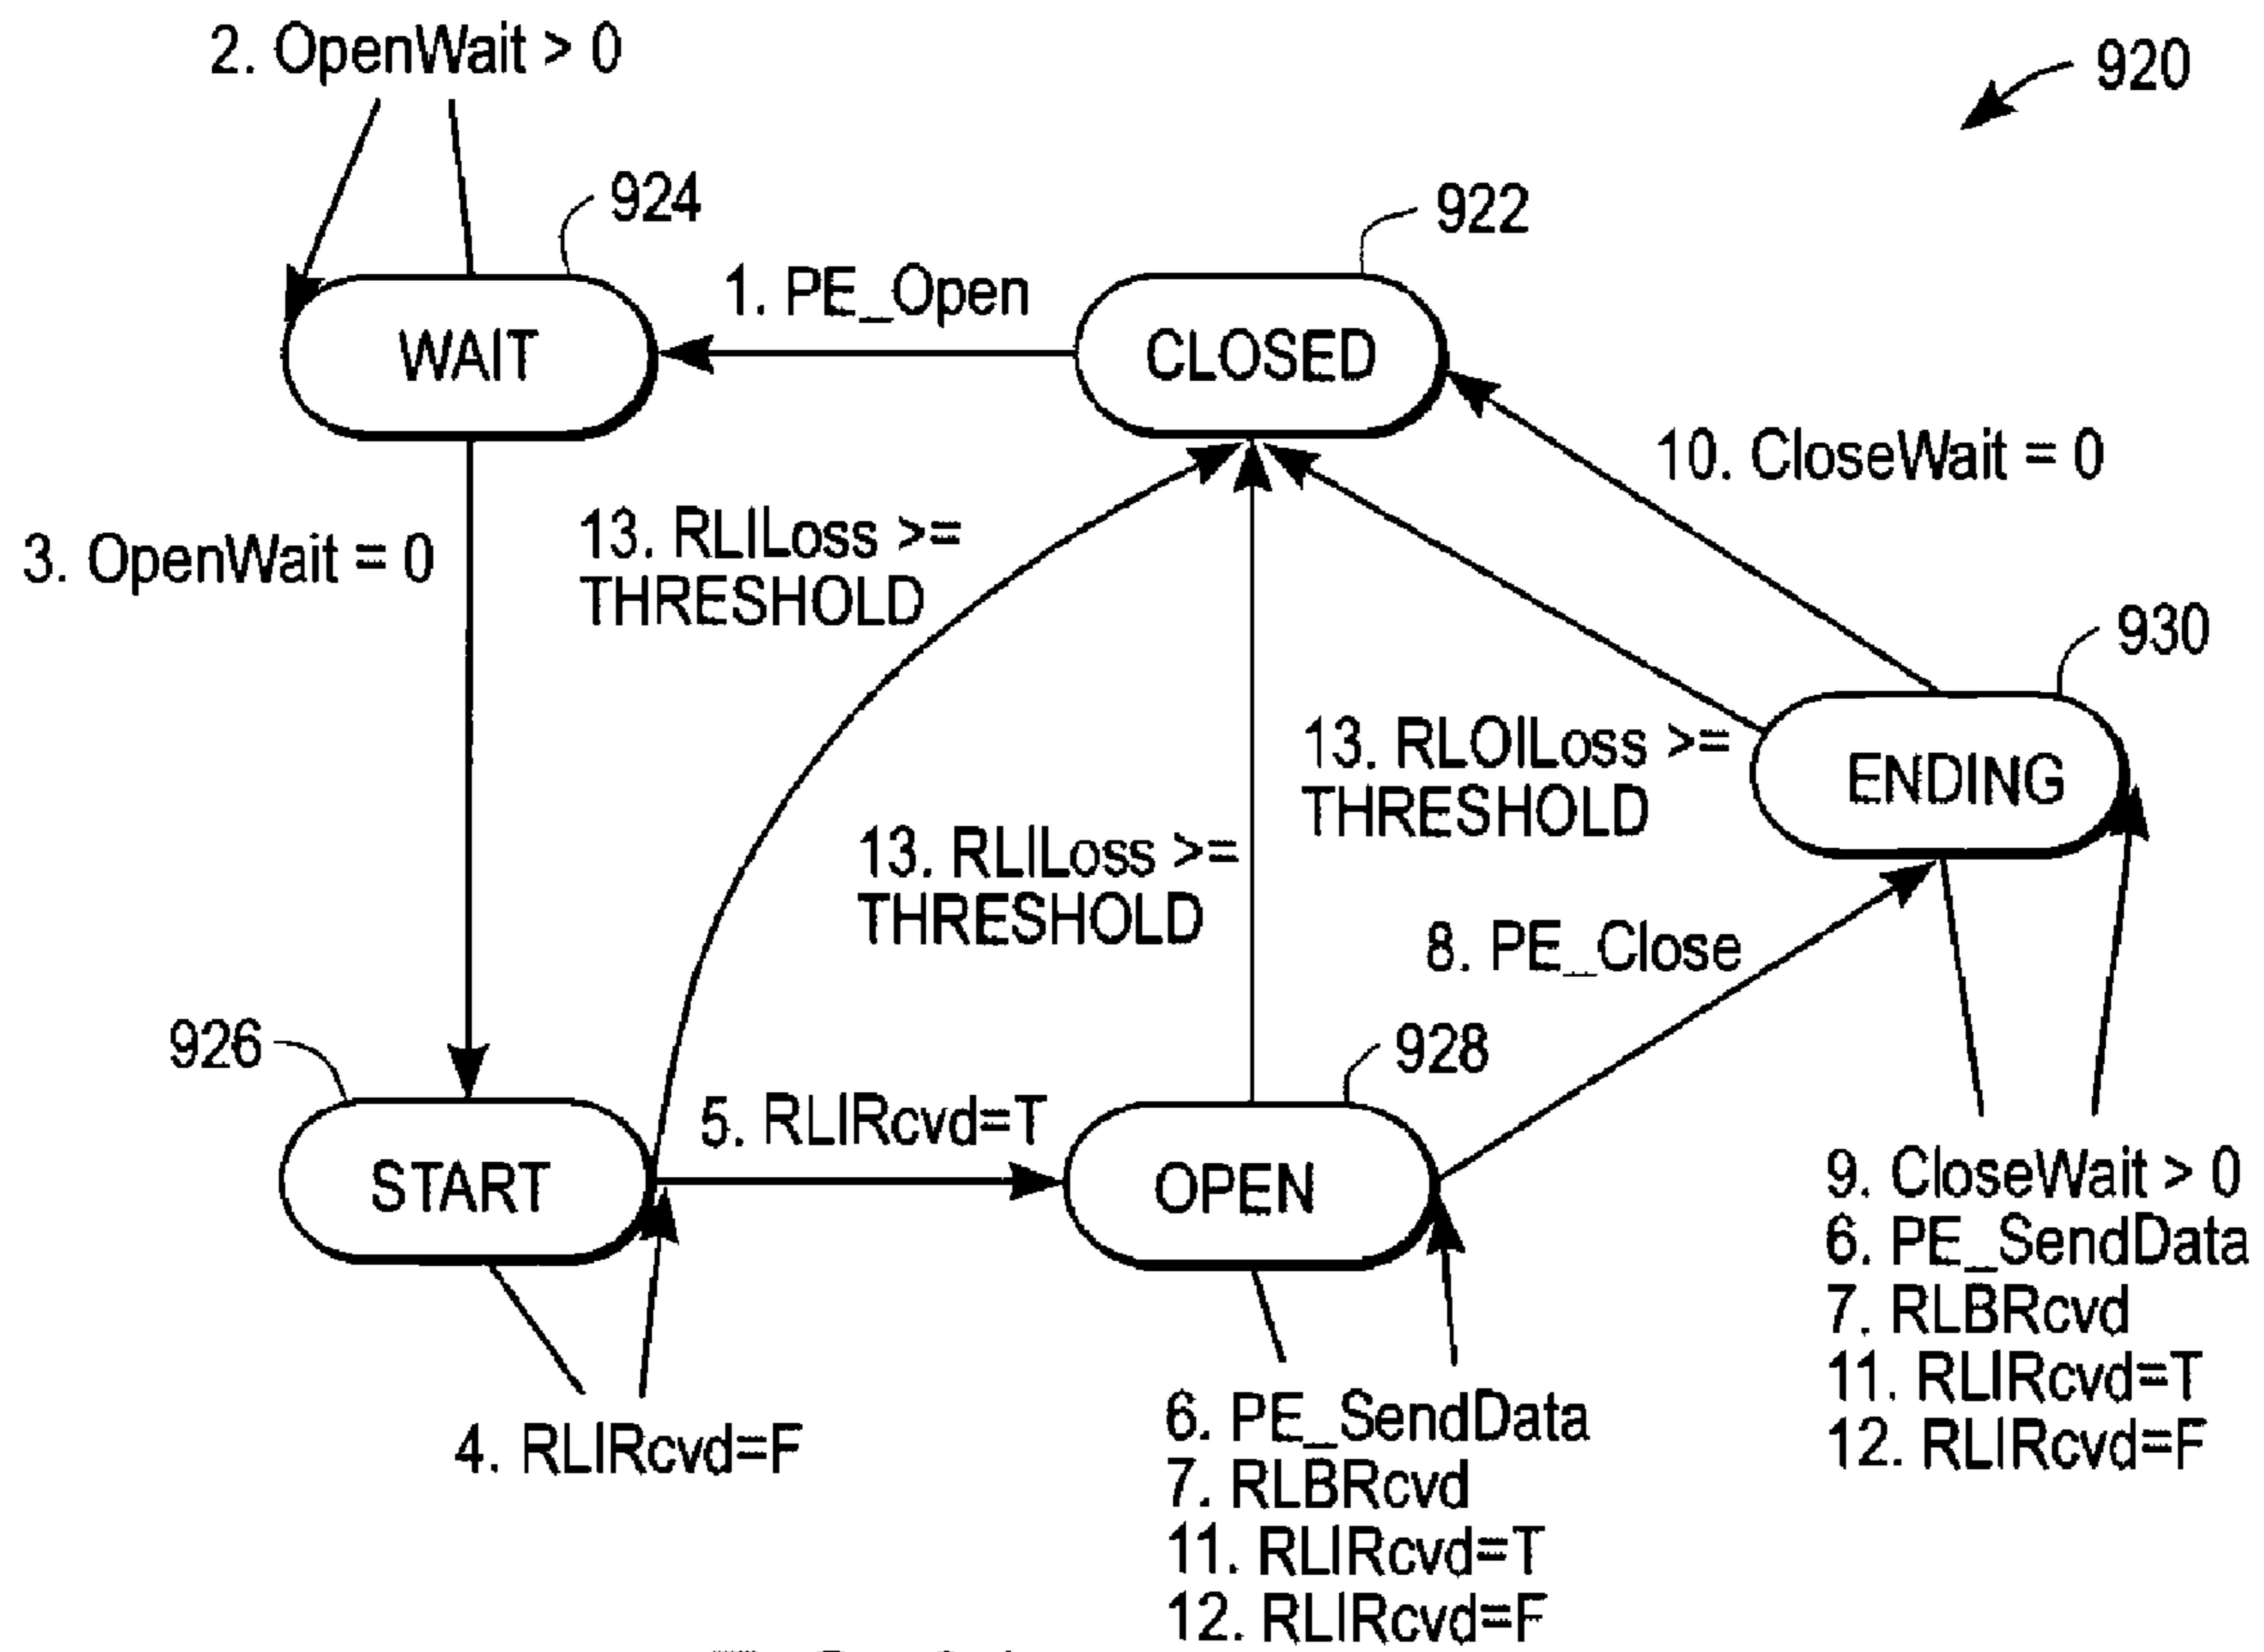 2. OpenWait > 0
920
924
922
1. PE_Open
WAIT
CLOSED
10. CloseWait = 0
3. OpenWait = 0
13. RLILoss >=
THRESHOLD
930
13. RLOILoss >=
THRESHOLD
ENDING
13. RLILoss >=
THRESHOLD
8. PE_Close
926
928
5. RLIRcvd=T
START
OPEN
9. CloseWait > 0
6. PE_SendData
7. RLBRcvd
11. RLIRcvd=T
12. RLIRcvd=F
4. RLIRcvd=F
6. PE_SendData
7. RLBRcvd
11. RLIRcvd=T
12. RLIRcvd=F